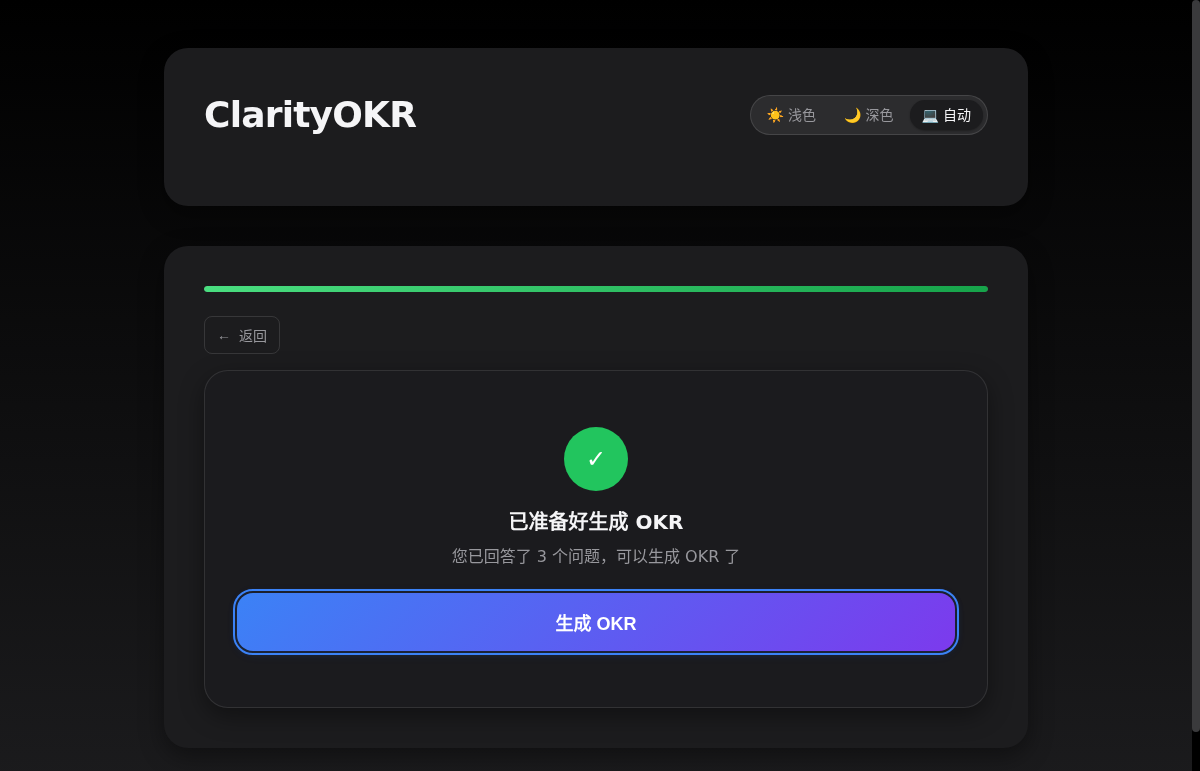 ClarityOKR
☀️ 浅色 🌙 深色 💻 自动
← 返回
✓
已准备好生成 OKR
您已回答了 3 个问题，可以生成 OKR 了
生成 OKR